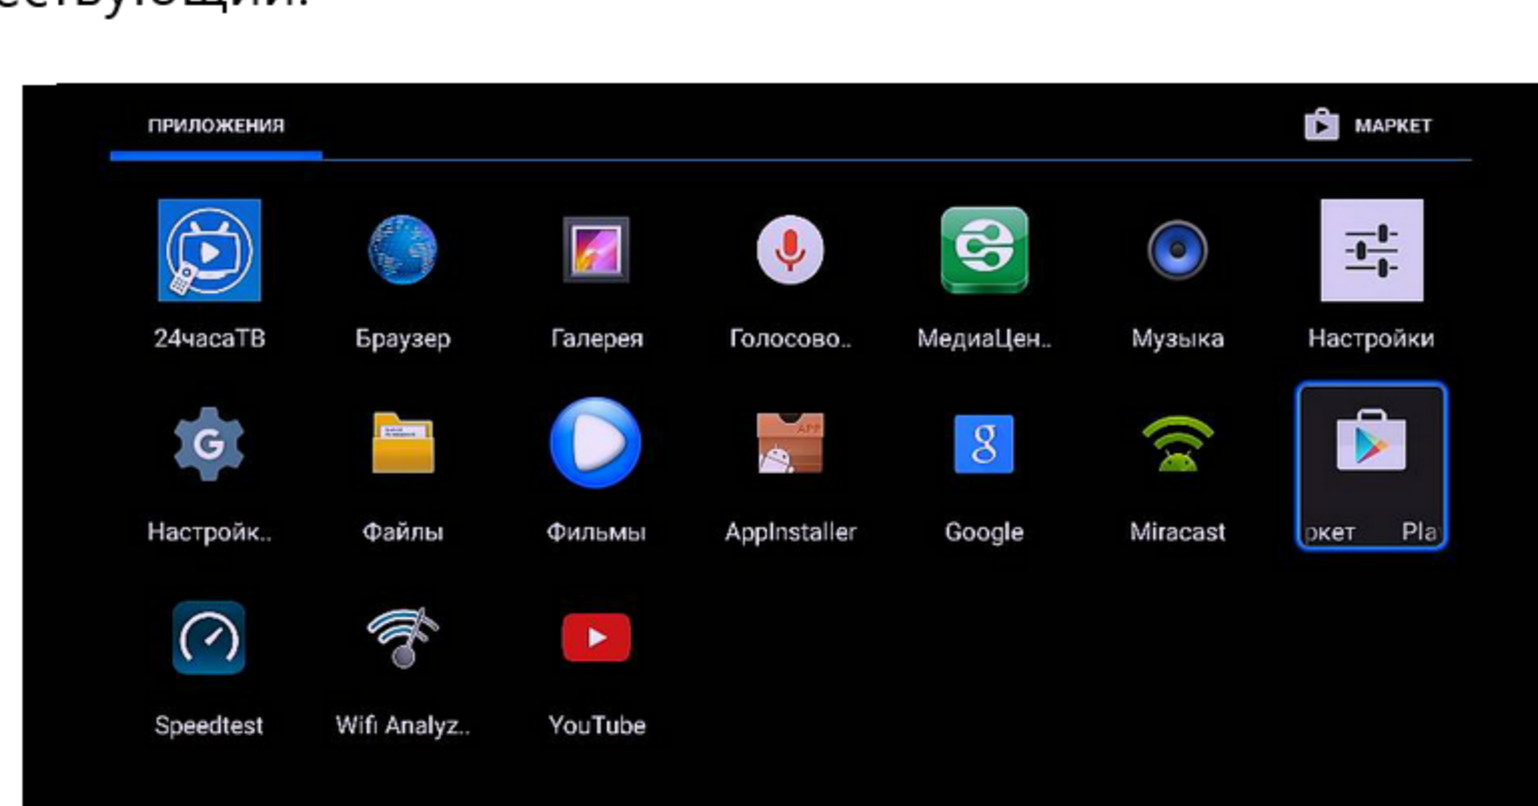 ПРИЛОЖЕНИЯ МАРКЕТ
24часаТВ Браузер Галерея Голосово.. МедиаЦен.. Музыка Настройки
APP
g
G
Настройк.. Файлы Фильмы AppInstaller Google Miracast ркет Pla
Speedtest Wifi Analyz.. YouTube